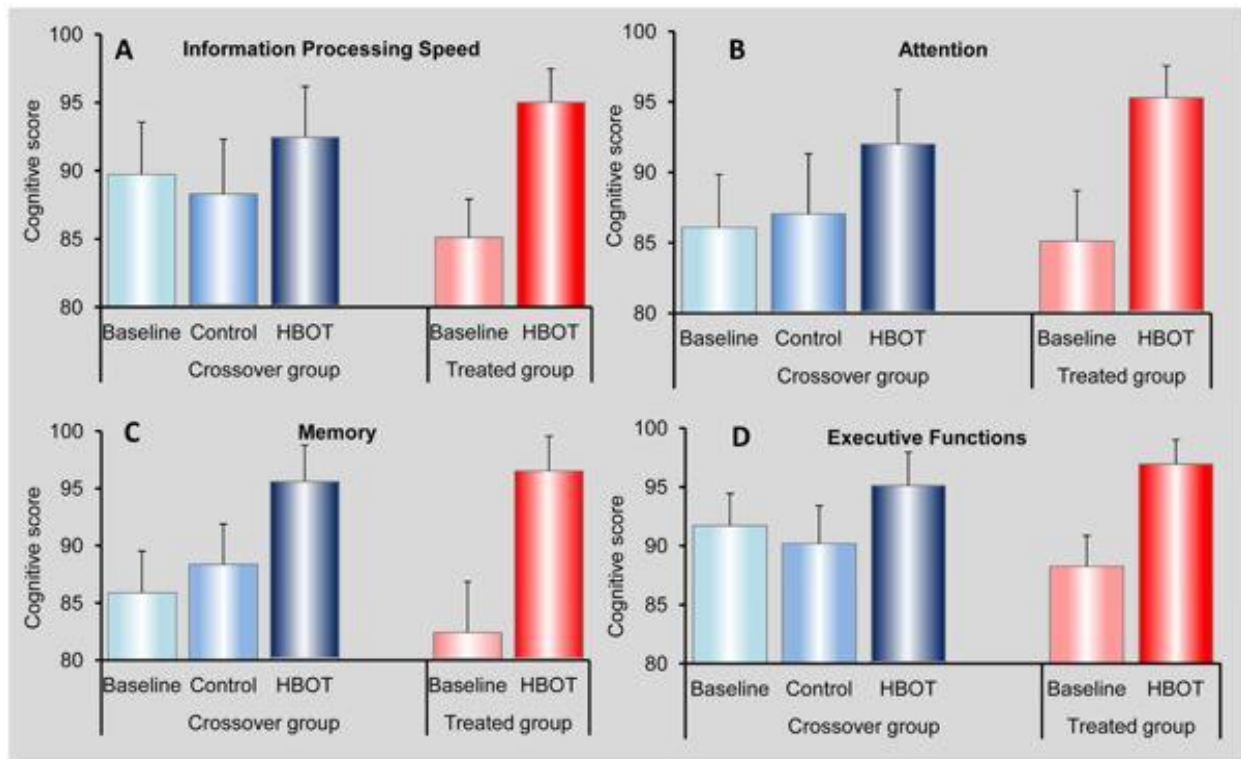 A
Information Processing Speed
Cognitive score
100
95
90
85
80
Baseline Control HBOT Baseline HBOT
Crossover group Treated group
B
Attention
Cognitive score
100
95
90
85
80
Baseline Control HBOT Baseline HBOT
Crossover group Treated group
C
Memory
Cognitive score
100
95
90
85
80
Baseline Control HBOT Baseline HBOT
Crossover group Treated group
D
Executive Functions
Cognitive score
100
95
90
85
80
Baseline Control HBOT Baseline HBOT
Crossover group Treated group